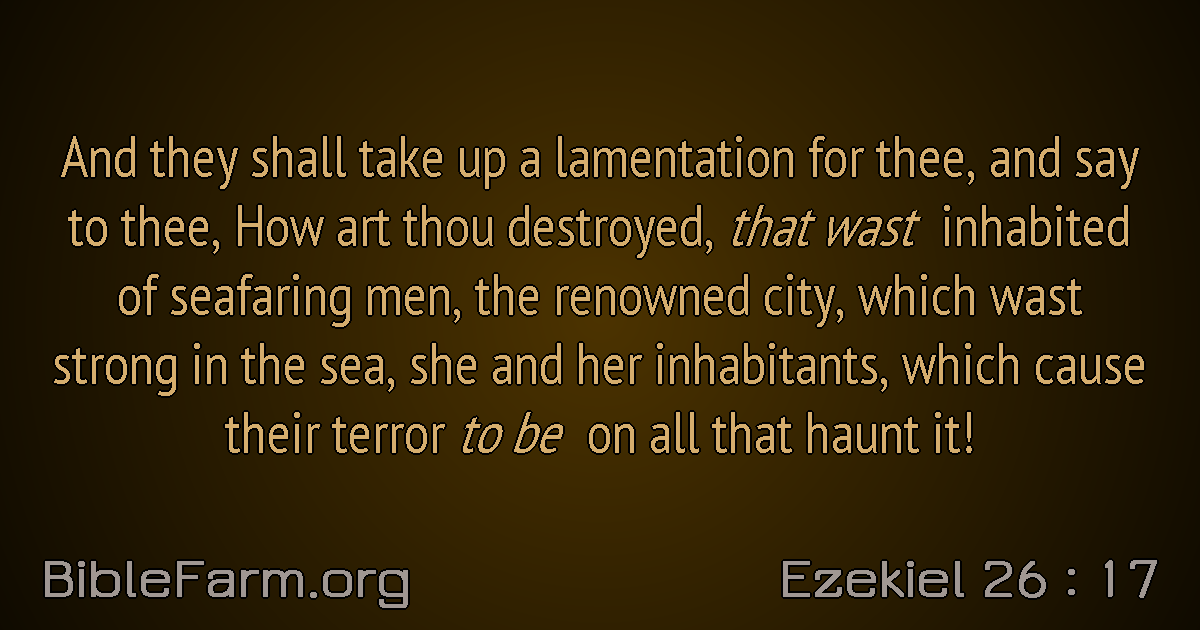 And they shall take up a lamentation for thee, and say
to thee, How art thou destroyed, that wast inhabited
of seafaring men, the renowned city, which wast
strong in the sea, she and her inhabitants, which cause
their terror to be on all that haunt it!
BibleFarm.org
Ezekiel 26 : 17